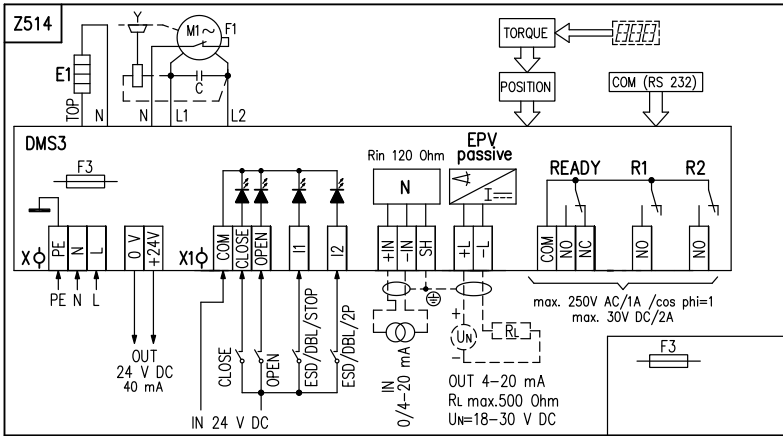 Z514
Y
M1~
F1
E1
C
TOP
N
N
L1
L2
TORQUE
POSITION
COM (RS 232)
DMS3
F3
Rin 120 Ohm
N
EPV
passive
I
READY
R1
R2
X
PE
N
L
0 V
+24V
X1
COM
CLOSE
OPEN
I1
I2
+IN
-IN
SH
+L
-L
COM
NO
NC
NO
NO
PE N L
OUT
24 V DC
40 mA
CLOSE
OPEN
ESD/DBL/STOP
ESD/DBL/2P
IN 24 V DC
IN
0/4-20 mA
+
UN
-
RL
OUT 4-20 mA
RL max.500 Ohm
UN=18-30 V DC
max. 250V AC/1A /cos phi=1
max. 30V DC/2A
F3